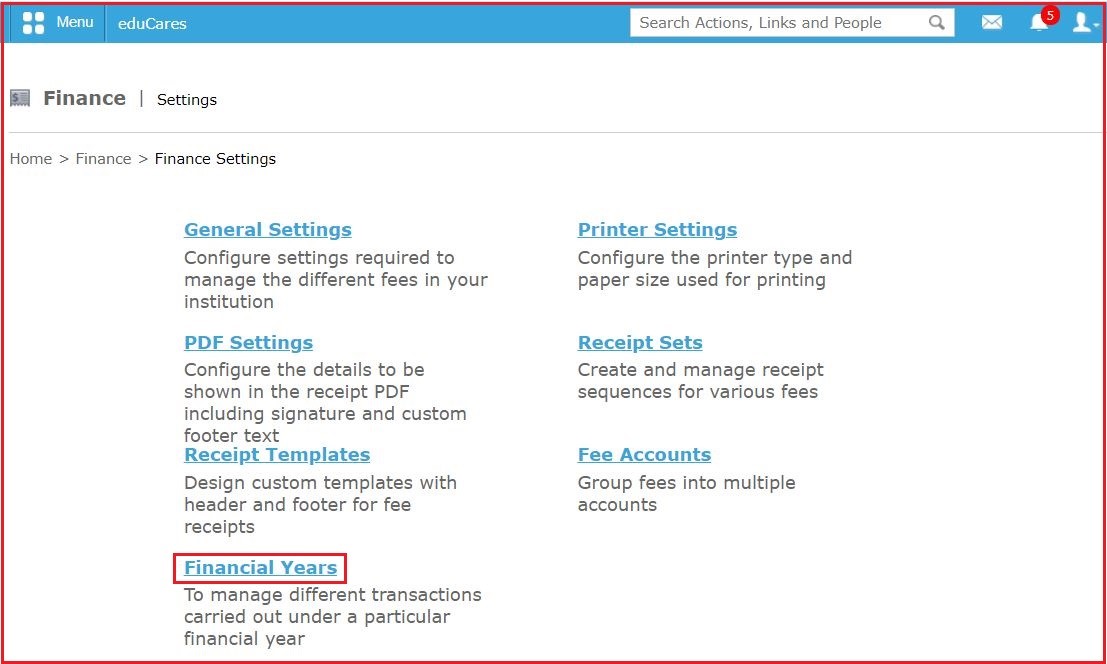 Menu
eduCares
Search Actions, Links and People
5
Finance | Settings
Home > Finance > Finance Settings
General Settings
Configure settings required to
manage the different fees in your
institution
Printer Settings
Configure the printer type and
paper size used for printing
PDF Settings
Configure the details to be
shown in the receipt PDF
including signature and custom
footer text
Receipt Sets
Create and manage receipt
sequences for various fees
Receipt Templates
Design custom templates with
header and footer for fee
receipts
Fee Accounts
Group fees into multiple
accounts
Financial Years
To manage different transactions
carried out under a particular
financial year